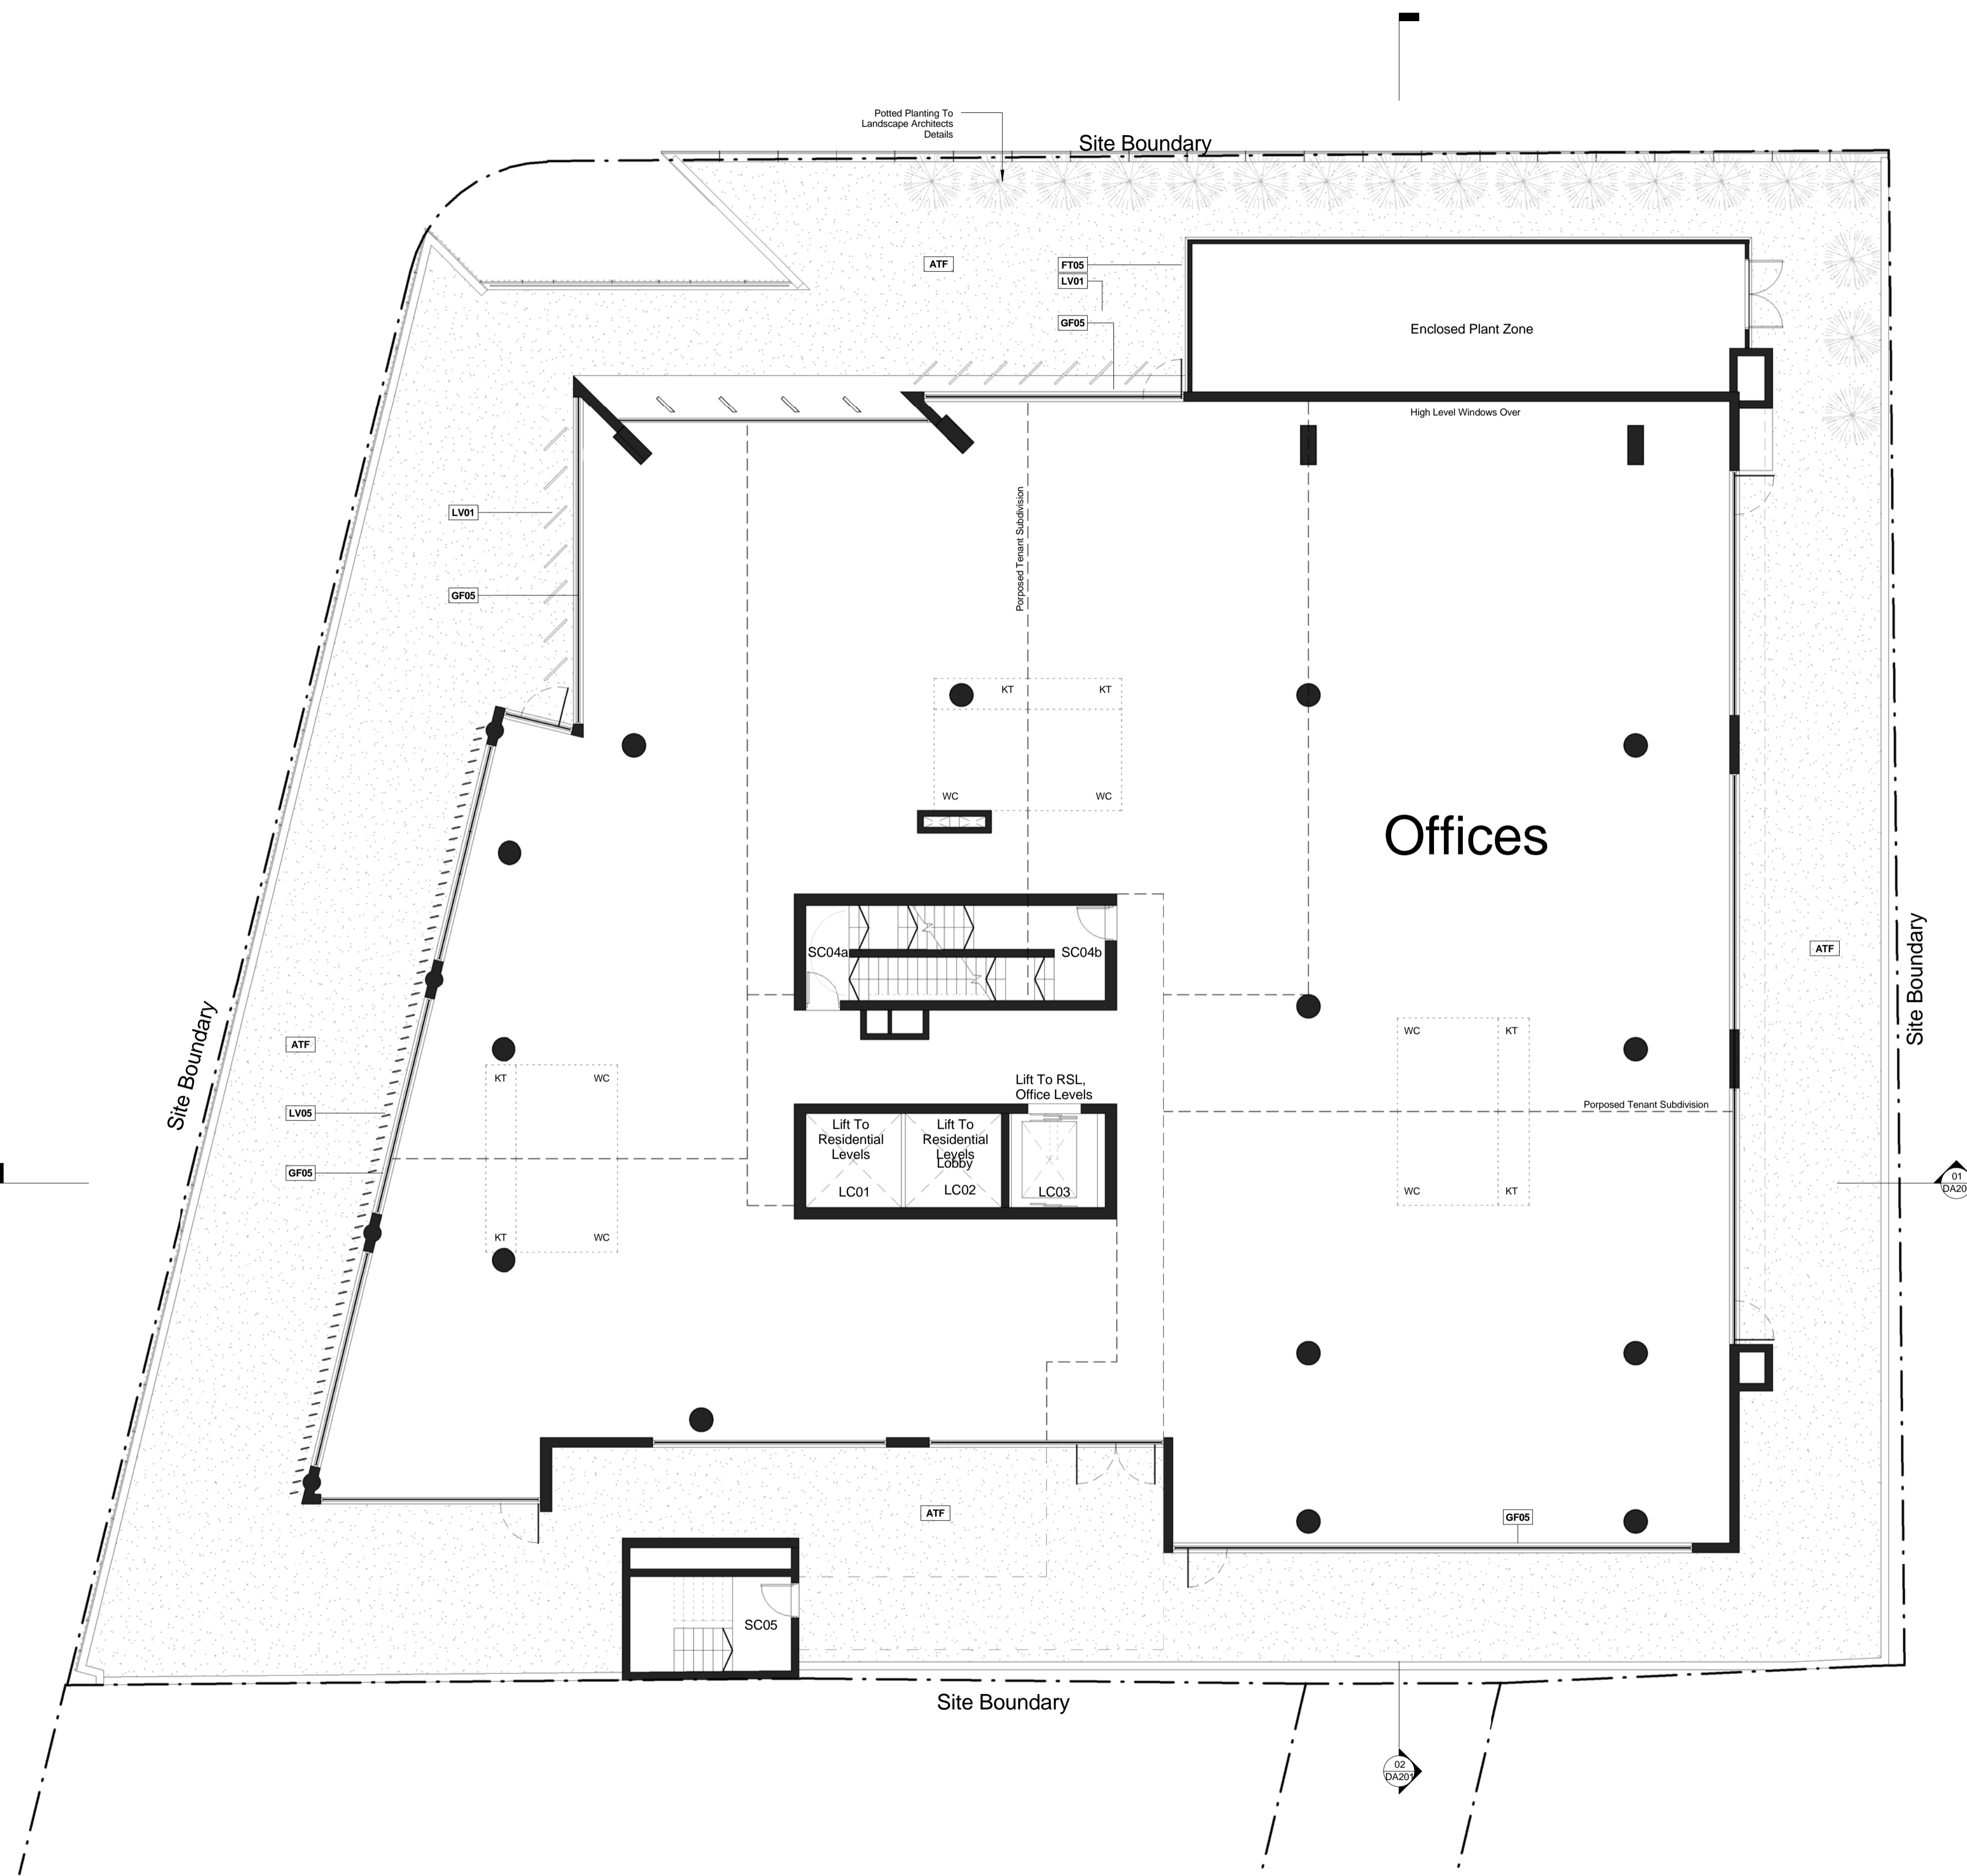 Potted Planting To
Landscape Architects
Details
Site Boundary
ATF
FT05
LV01
GF05
Enclosed Plant Zone
High Level Windows Over
LV01
GF05
Porposed Tenant Subdivision
KT
KT
WC
WC
Offices
SC04a
SC04b
ATF
Site Boundary
Site Boundary
ATF
LV05
GF05
KT
WC
KT
WC
Lift To RSL,
Office Levels
Lift To
Residential
Levels
LC01
Lift To
Residential
Levels
Lobby
LC02
LC03
WC
KT
WC
KT
Porposed Tenant Subdivision
01
DA20
ATF
GF05
SC05
Site Boundary
02
DA201